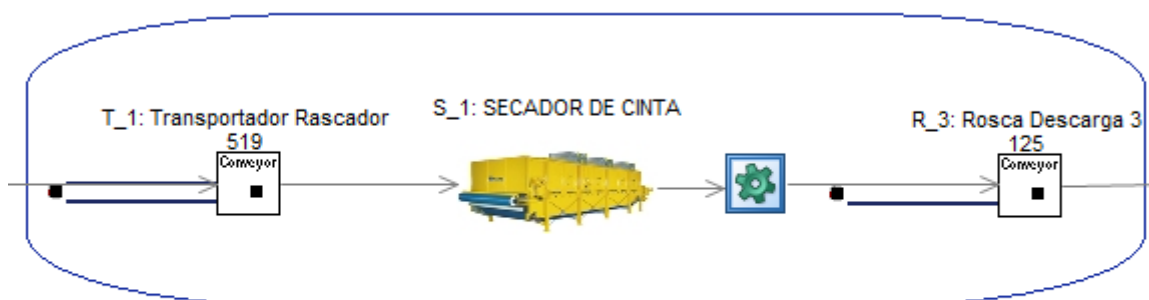 T_1: Transportador Rascador
519
Conveyor
S_1: SECADOR DE CINTA
R_3: Rosca Descarga 3
125
Conveyor